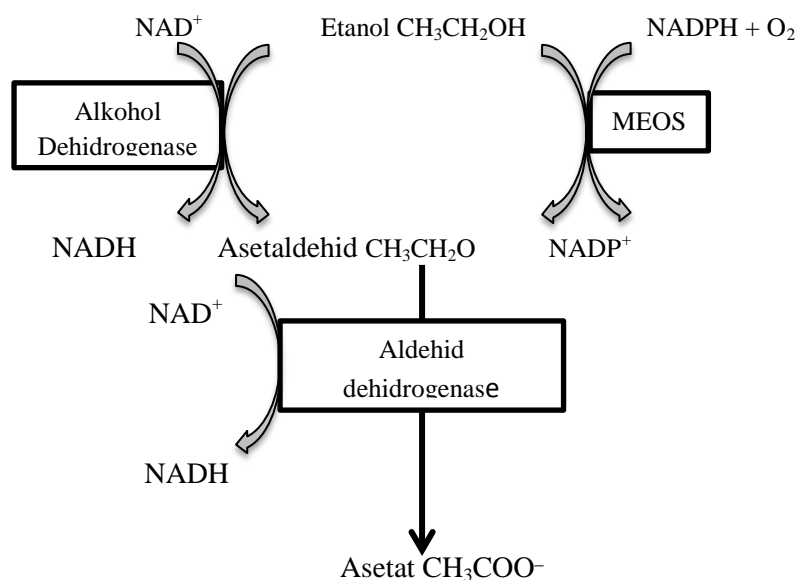 NAD⁺ Etanol CH₃CH₂OH NADPH + O₂
Alkohol
Dehidrogenase
MEOS
NADH Asetaldehid CH₃CH₂O NADP⁺
NAD⁺
Aldehid
dehidrogenase
NADH
Asetat CH₃COO⁻